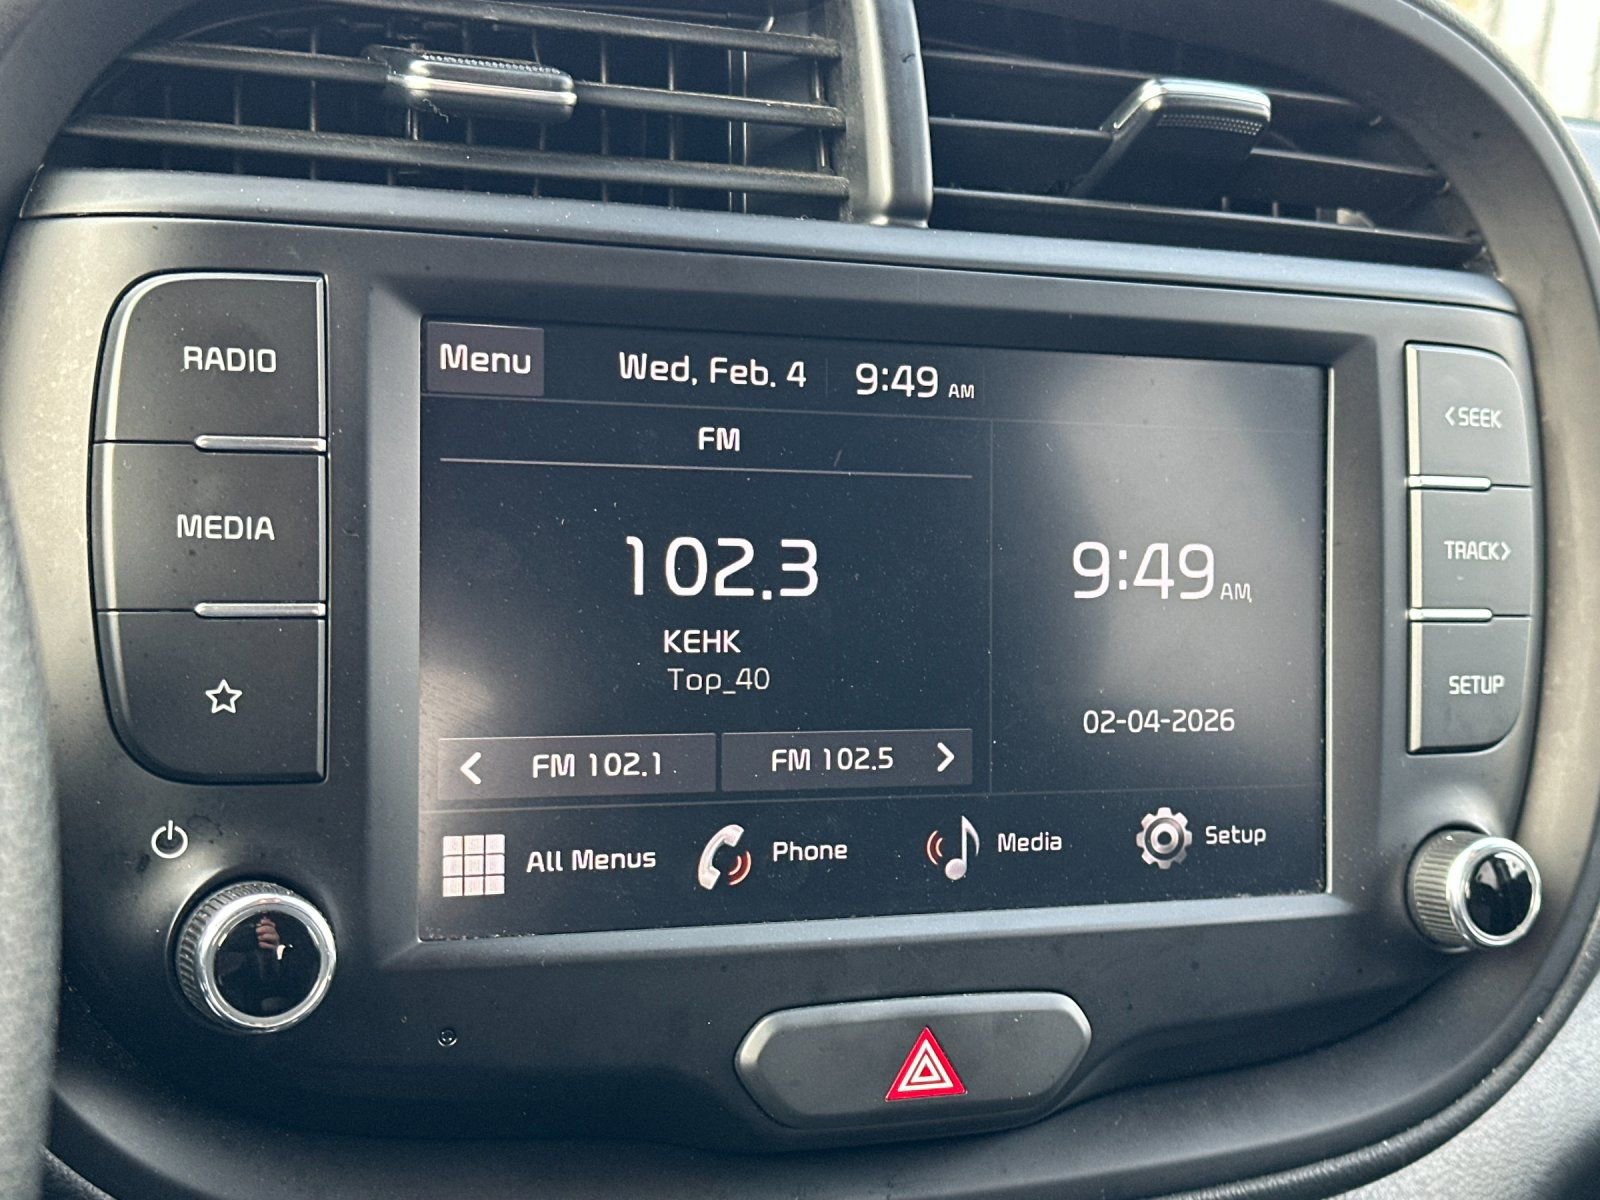 RADIO
MEDIA
Menu
Wed, Feb. 4
9:49 AM
FM
102.3
KEHK
Top_40
FM 102.1
FM 102.5
9:49 AM
02-04-2026
All Menus
Phone
Media
Setup
<SEEK
TRACK>
SETUP